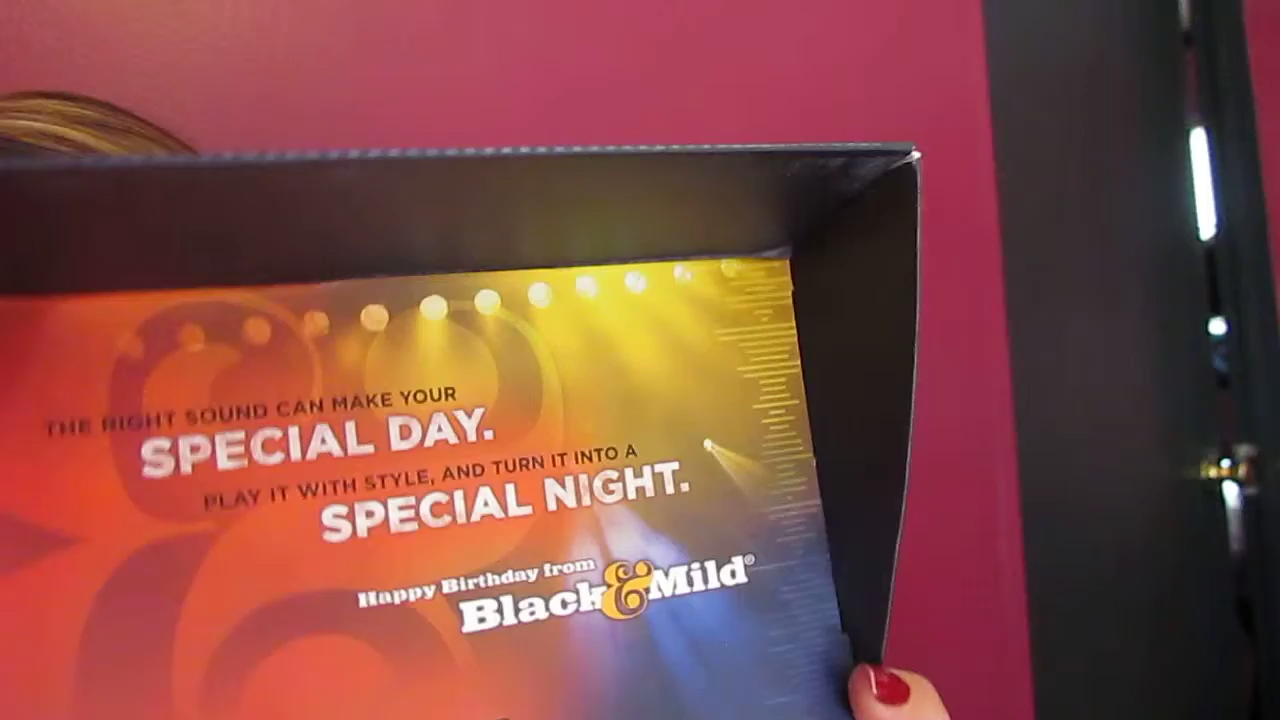 THE RIGHT SOUND CAN MAKE YOUR
SPECIAL DAY.
PLAY IT WITH STYLE, AND TURN IT INTO A
SPECIAL NIGHT.
Happy Birthday from
Black&Mild®